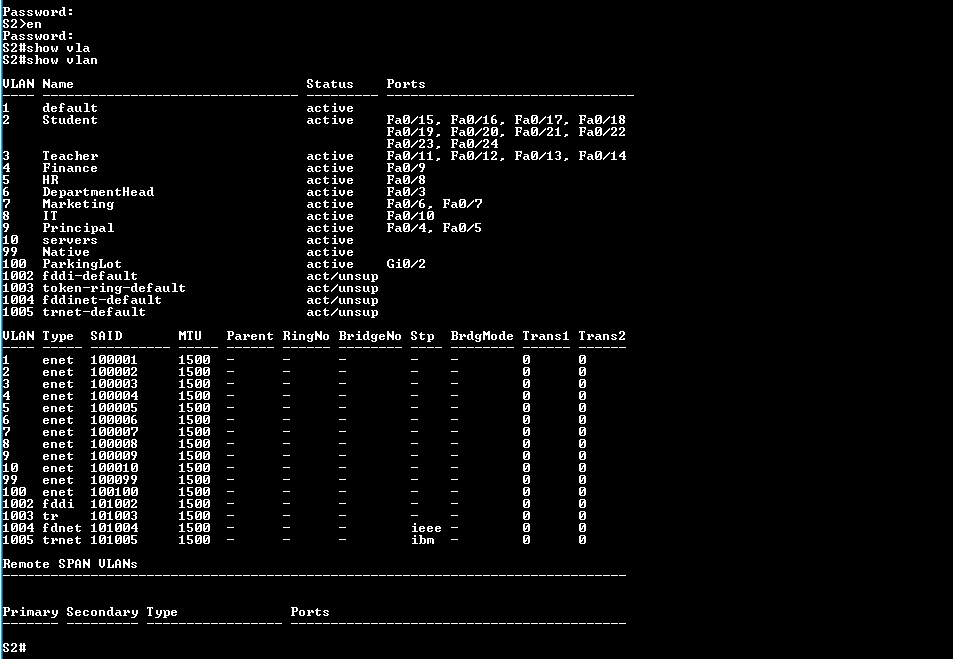 Password:
S2>en
Password:
S2#show vla
S2#show vlan
VLAN Name                             Status    Ports
---- -------------------------------- --------- -------------------------------
1    default                          active
2    Student                          active    Fa0/15, Fa0/16, Fa0/17, Fa0/18
                                                Fa0/19, Fa0/20, Fa0/21, Fa0/22
                                                Fa0/23, Fa0/24
3    Teacher                          active    Fa0/11, Fa0/12, Fa0/13, Fa0/14
4    Finance                          active    Fa0/9
5    HR                               active    Fa0/8
6    DepartmentHead                   active    Fa0/3
7    Marketing                        active    Fa0/6, Fa0/7
8    IT                               active    Fa0/10
9    Principal                        active    Fa0/4, Fa0/5
10   servers                          active
99   Native                           active
100  ParkingLot                       active    Gi0/2
1002 fddi-default                     act/unsup
1003 token-ring-default               act/unsup
1004 fddinet-default                  act/unsup
1005 trnet-default                    act/unsup
VLAN Type  SAID       MTU   Parent RingNo BridgeNo Stp  BrdgMode Trans1 Trans2
---- ----- ---------- ----- ------ ------ -------- ---- -------- ------ ------
1    enet  100001     1500  -      -      -        -    -        0      0
2    enet  100002     1500  -      -      -        -    -        0      0
3    enet  100003     1500  -      -      -        -    -        0      0
4    enet  100004     1500  -      -      -        -    -        0      0
5    enet  100005     1500  -      -      -        -    -        0      0
6    enet  100006     1500  -      -      -        -    -        0      0
7    enet  100007     1500  -      -      -        -    -        0      0
8    enet  100008     1500  -      -      -        -    -        0      0
9    enet  100009     1500  -      -      -        -    -        0      0
10   enet  100010     1500  -      -      -        -    -        0      0
99   enet  100099     1500  -      -      -        -    -        0      0
100  enet  100100     1500  -      -      -        -    -        0      0
1002 fddi  101002     1500  -      -      -        -    -        0      0
1003 tr    101003     1500  -      -      -        -    -        0      0
1004 fdnet 101004     1500  -      -      -        ieee -        0      0
1005 trnet 101005     1500  -      -      -        ibm  -        0      0
Remote SPAN VLANs
------------------------------------------------------------------------------
Primary Secondary Type              Ports
------- --------- ----------------- ------------------------------------------
S2#